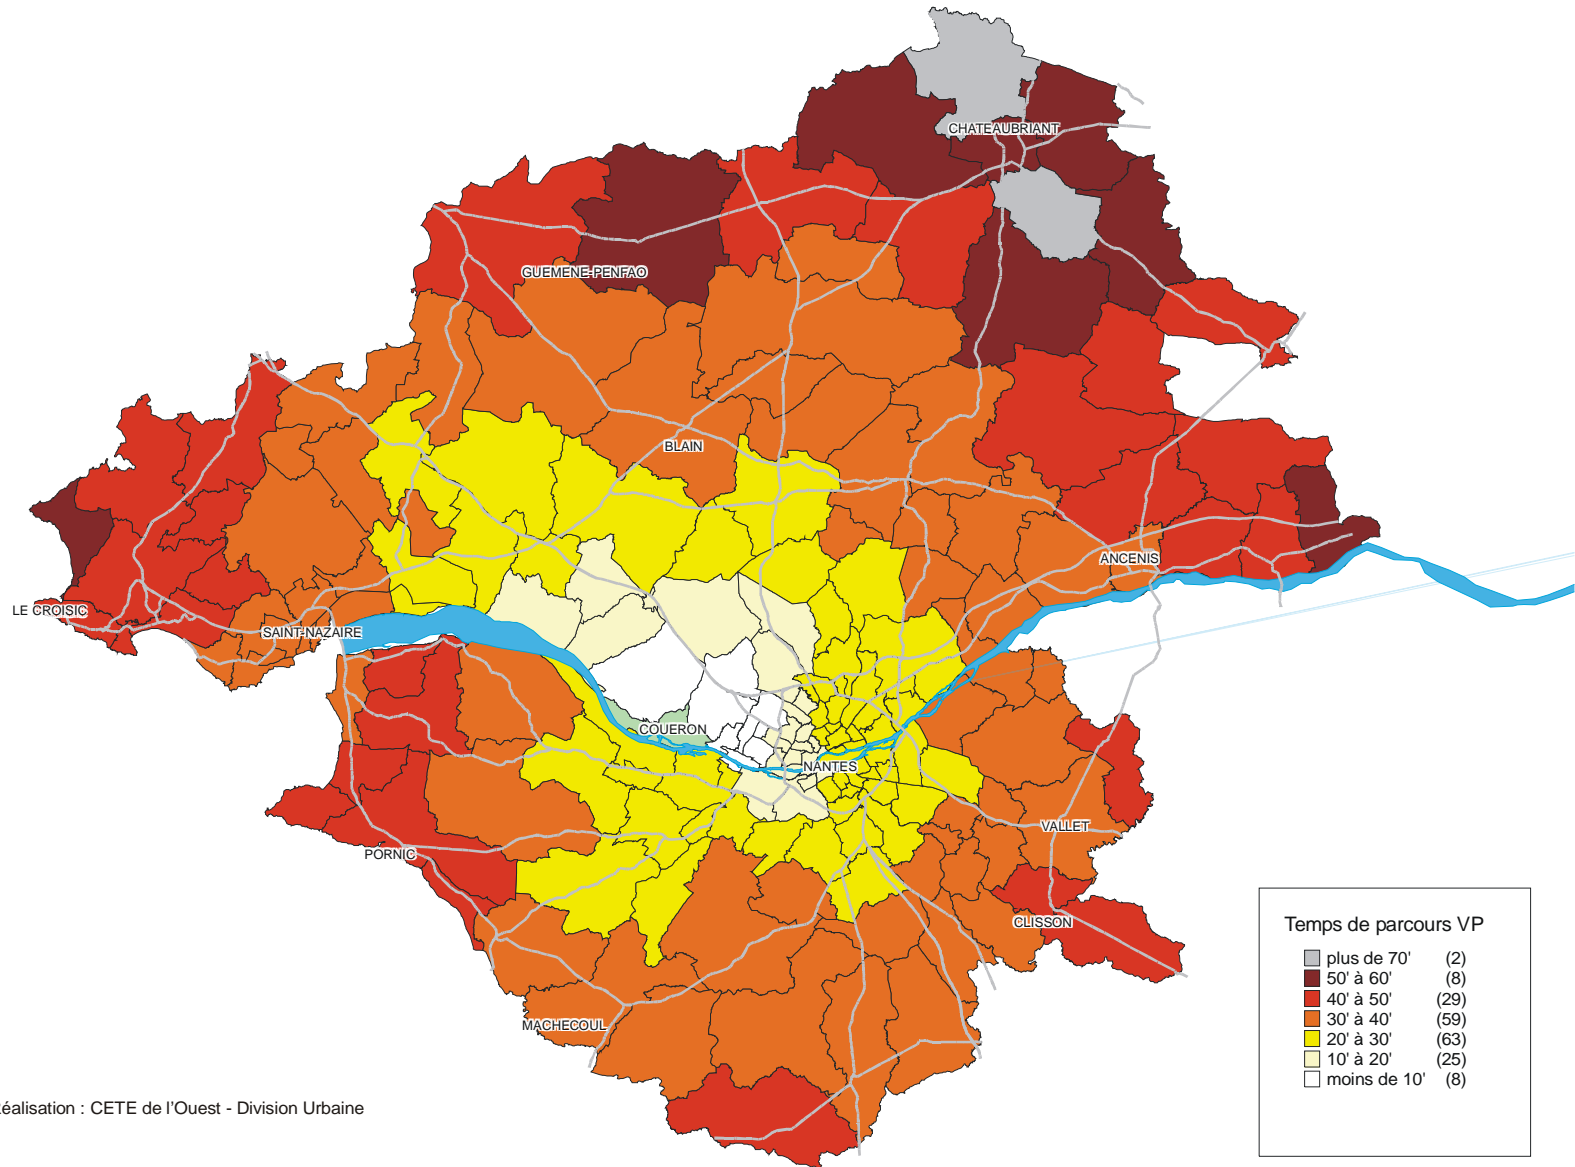 CHATEAUBRIANT
GUEMENE-PENFAO
BLAIN
ANCENIS
LE CROISIC
SAINT-NAZAIRE
COUERON
NANTES
VALLET
PORNIC
CLISSON
MACHECOUL
Temps de parcours VP
plus de 70' (2)
50' à 60' (8)
40' à 50' (29)
30' à 40' (59)
20' à 30' (63)
10' à 20' (25)
moins de 10' (8)
éalisation : CETE de l'Ouest - Division Urbaine